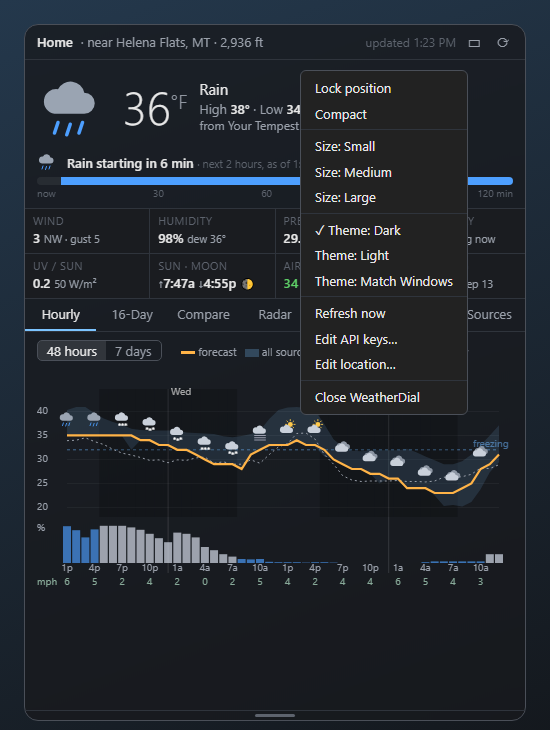 Home · near Helena Flats, MT · 2,936 ft updated 1:23 PM
36°F
Rain
High 38° · Low 34
from Your Tempest
Rain starting in 6 min · next 2 hours, as of 1:
now 30 60 120 min
WIND HUMIDITY PRE Y
3 NW · gust 5 98% dew 36° 29. g now
UV / SUN SUN · MOON AIR
0.2 50 W/m² ↑7:47a ↓4:55p 34 ep 13
Hourly 16-Day Compare Radar Sources
48 hours 7 days forecast all sour
Lock position
Compact
Size: Small
Size: Medium
Size: Large
✓ Theme: Dark
Theme: Light
Theme: Match Windows
Refresh now
Edit API keys...
Edit location...
Close WeatherDial
Wed
40
35
freezing
30
25
20
%
1p 4p 7p 10p 1a 4a 7a 10a 1p 4p 7p 10p 1a 4a 7a 10a
mph 6 5 2 4 2 0 2 5 4 2 4 4 6 5 4 3